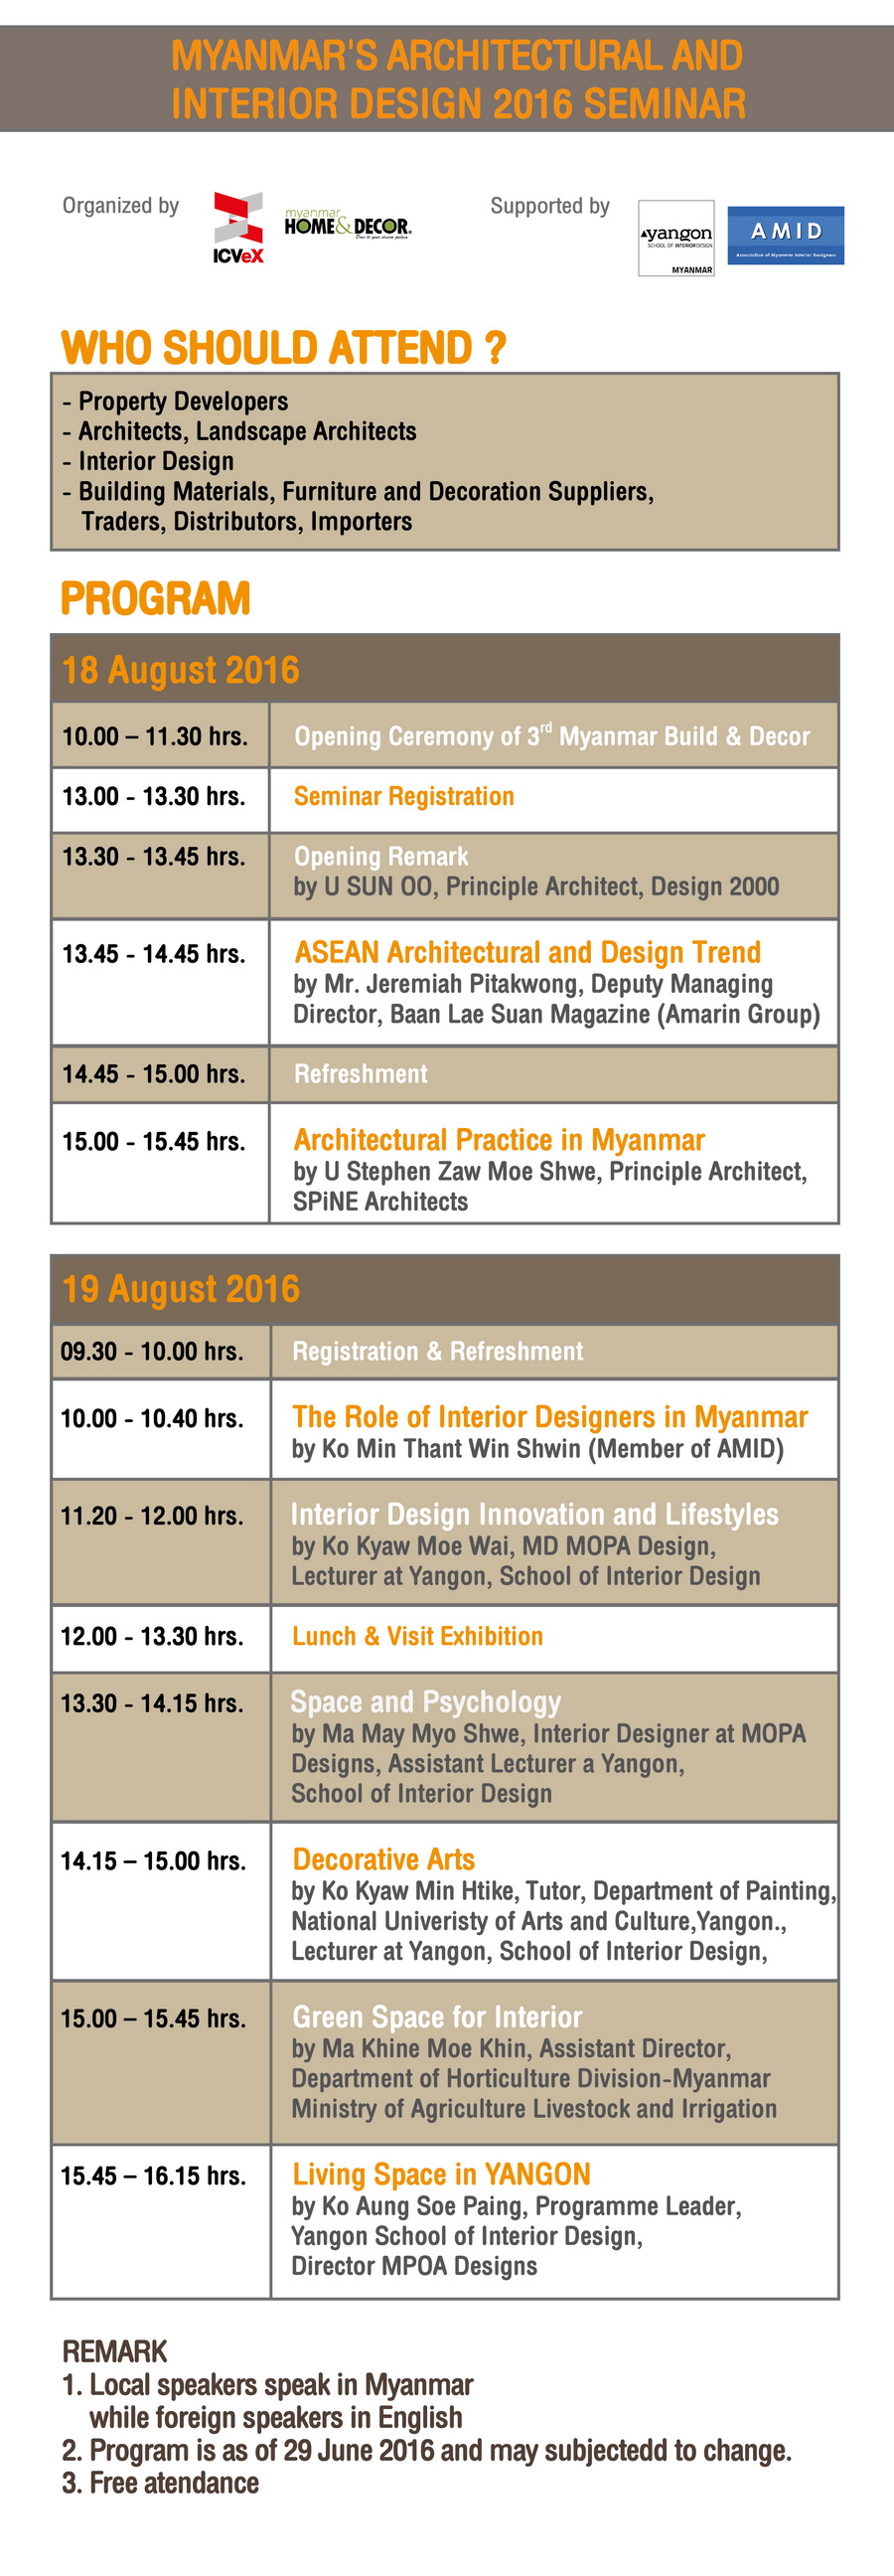 MYANMAR'S ARCHITECTURAL AND
INTERIOR DESIGN 2016 SEMINAR
Organized by
ICVeX
myanmar
HOME&DECOR.
Supported by
yangon
SCHOOL OF INTERIOR DESIGN
MYANMAR
AMID
Association of Myanmar Interior Designers
WHO SHOULD ATTEND ?
- Property Developers
- Architects, Landscape Architects
- Interior Design
- Building Materials, Furniture and Decoration Suppliers,
Traders, Distributors, Importers
PROGRAM
18 August 2016
10.00 – 11.30 hrs. Opening Ceremony of 3rd Myanmar Build & Decor
13.00 - 13.30 hrs. Seminar Registration
13.30 - 13.45 hrs. Opening Remark
by U SUN OO, Principle Architect, Design 2000
13.45 - 14.45 hrs. ASEAN Architectural and Design Trend
by Mr. Jeremiah Pitakwong, Deputy Managing
Director, Baan Lae Suan Magazine (Amarin Group)
14.45 - 15.00 hrs. Refreshment
15.00 - 15.45 hrs. Architectural Practice in Myanmar
by U Stephen Zaw Moe Shwe, Principle Architect,
SPiNE Architects
19 August 2016
09.30 - 10.00 hrs. Registration & Refreshment
10.00 - 10.40 hrs. The Role of Interior Designers in Myanmar
by Ko Min Thant Win Shwin (Member of AMID)
11.20 - 12.00 hrs. Interior Design Innovation and Lifestyles
by Ko Kyaw Moe Wai, MD MOPA Design,
Lecturer at Yangon, School of Interior Design
12.00 - 13.30 hrs. Lunch & Visit Exhibition
13.30 - 14.15 hrs. Space and Psychology
by Ma May Myo Shwe, Interior Designer at MOPA
Designs, Assistant Lecturer a Yangon,
School of Interior Design
14.15 – 15.00 hrs. Decorative Arts
by Ko Kyaw Min Htike, Tutor, Department of Painting,
National Univeristy of Arts and Culture,Yangon.,
Lecturer at Yangon, School of Interior Design,
15.00 – 15.45 hrs. Green Space for Interior
by Ma Khine Moe Khin, Assistant Director,
Department of Horticulture Division-Myanmar
Ministry of Agriculture Livestock and Irrigation
15.45 – 16.15 hrs. Living Space in YANGON
by Ko Aung Soe Paing, Programme Leader,
Yangon School of Interior Design,
Director MPOA Designs
REMARK
1. Local speakers speak in Myanmar
while foreign speakers in English
2. Program is as of 29 June 2016 and may subjectedd to change.
3. Free atendance